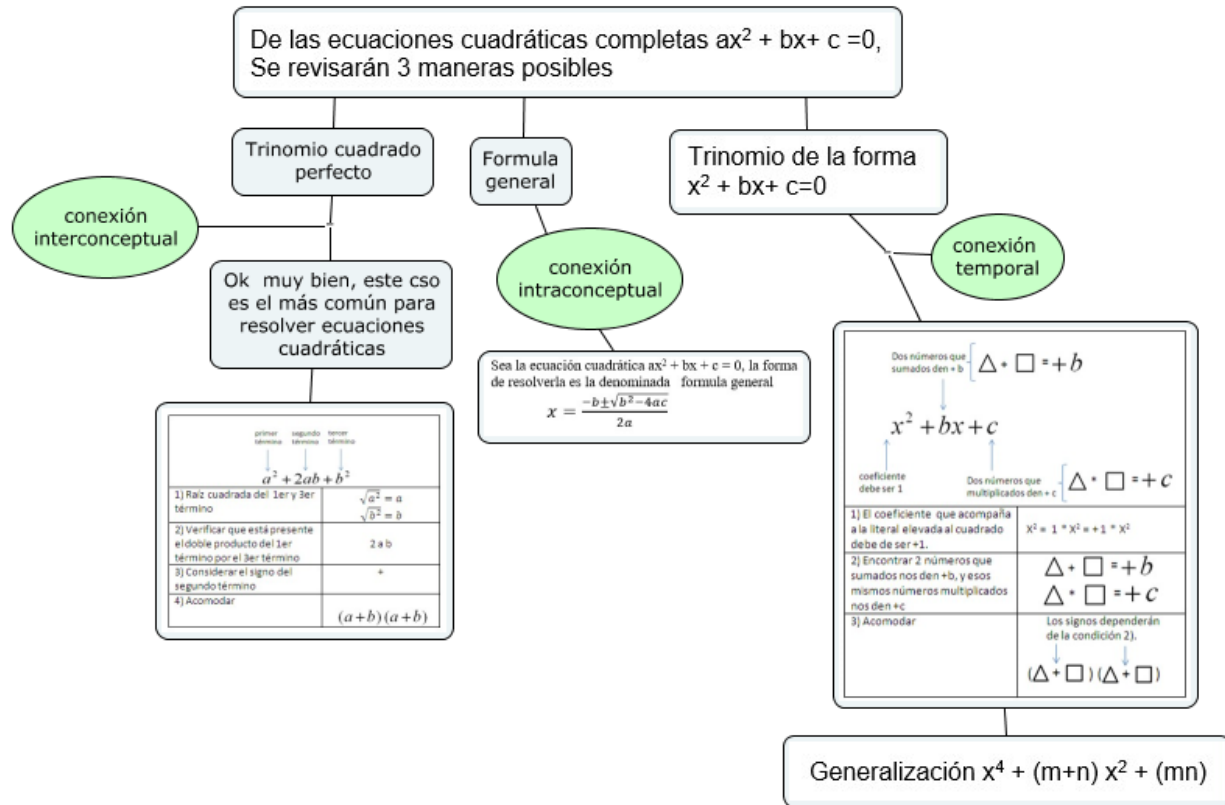 De las ecuaciones cuadráticas completas ax² + bx+ c =0,
Se revisarán 3 maneras posibles
Trinomio cuadrado
perfecto
Formula
general
Trinomio de la forma
x² + bx+ c=0
conexión
interconceptual
conexión
intraconceptual
conexión
temporal
Ok muy bien, este cso
es el más común para
resolver ecuaciones
cuadráticas
primer
término
segundo
término
tercer
término
a² + 2ab + b²
1) Raíz cuadrada del 1er y 3er
término
√a² = a
√b² = b
2) Verificar que está presente
el doble producto del 1er
término por el 3er término
2 a b
3) Considerar el signo del
segundo término
+
4) Acomodar
(a+b)(a+b)
Sea la ecuación cuadrática ax² + bx + c = 0, la forma
de resolverla es la denominada formula general
x = (-b±√(b²−4ac))/2a
Dos números que
sumados den + b
△ + □ = +b
x² + bx + c
coeficiente
debe ser 1
Dos números que
multiplicados den + c
△ * □ = +c
1) El coeficiente que acompaña
a la literal elevada al cuadrado
debe de ser +1.
X² = 1 * X² = +1 * X²
2) Encontrar 2 números que
sumados nos den +b, y esos
mismos números multiplicados
nos den +c
△ + □ = +b
△ * □ = +c
3) Acomodar
Los signos dependerán
de la condición 2).
(△ + □)(△ + □)
Generalización x⁴ + (m+n) x² + (mn)